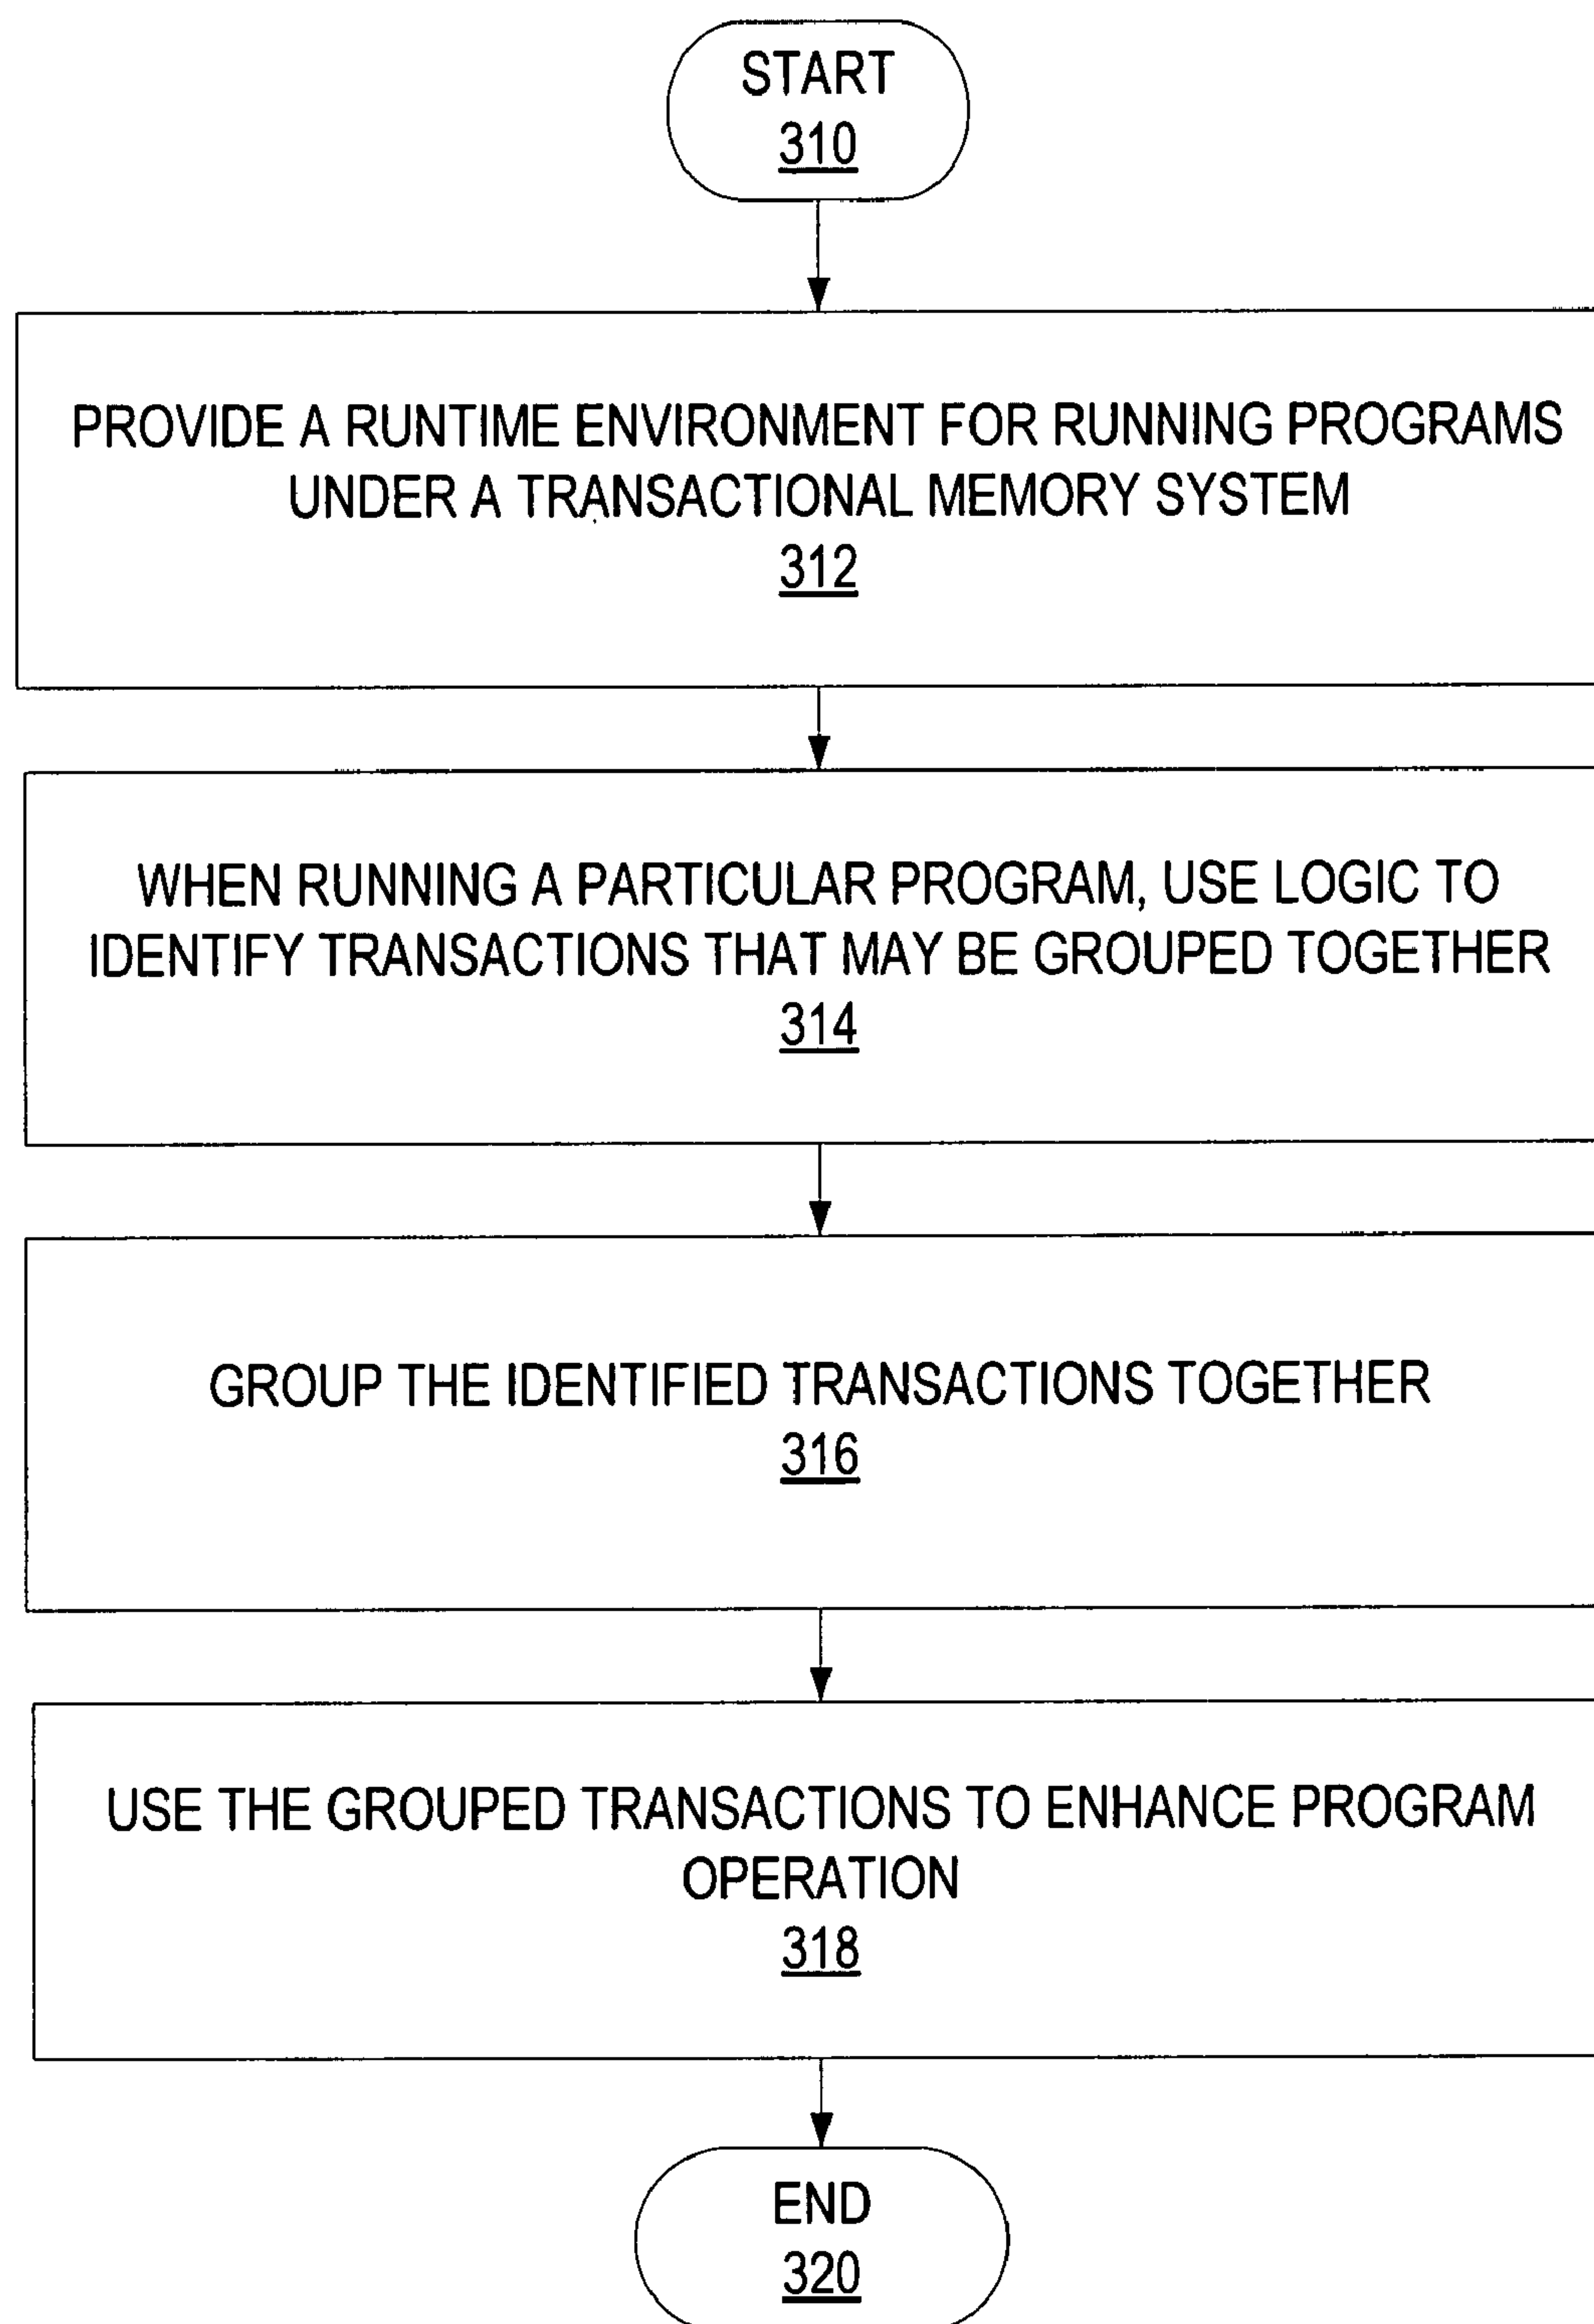 START
310
PROVIDE A RUNTIME ENVIRONMENT FOR RUNNING PROGRAMS
UNDER A TRANSACTIONAL MEMORY SYSTEM
312
WHEN RUNNING A PARTICULAR PROGRAM, USE LOGIC TO
IDENTIFY TRANSACTIONS THAT MAY BE GROUPED TOGETHER
314
GROUP THE IDENTIFIED TRANSACTIONS TOGETHER
316
USE THE GROUPED TRANSACTIONS TO ENHANCE PROGRAM
OPERATION
318
END
320